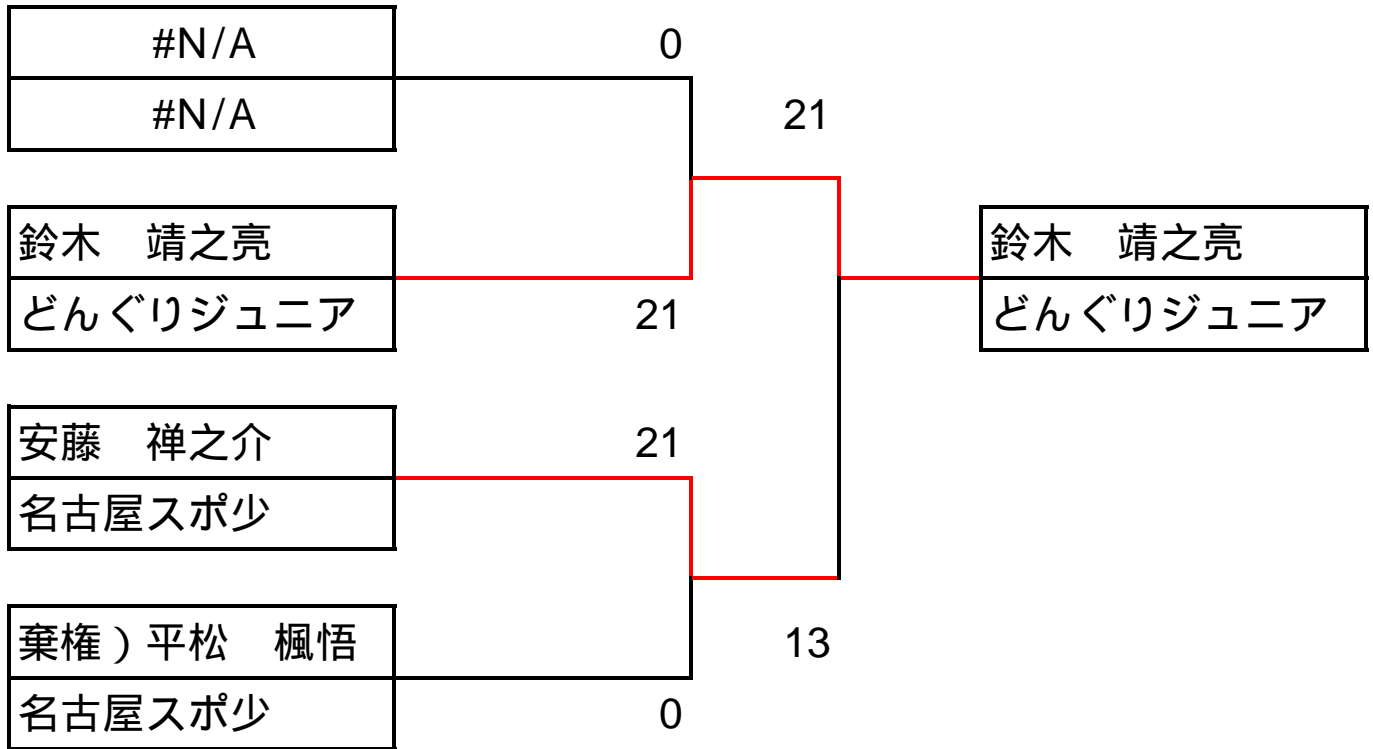 #N/A
0
#N/A
21
鈴木　靖之亮
鈴木　靖之亮
どんぐりジュニア
21
どんぐりジュニア
安藤　禅之介
21
名古屋スポ少
棄権）平松　楓悟
13
名古屋スポ少
0